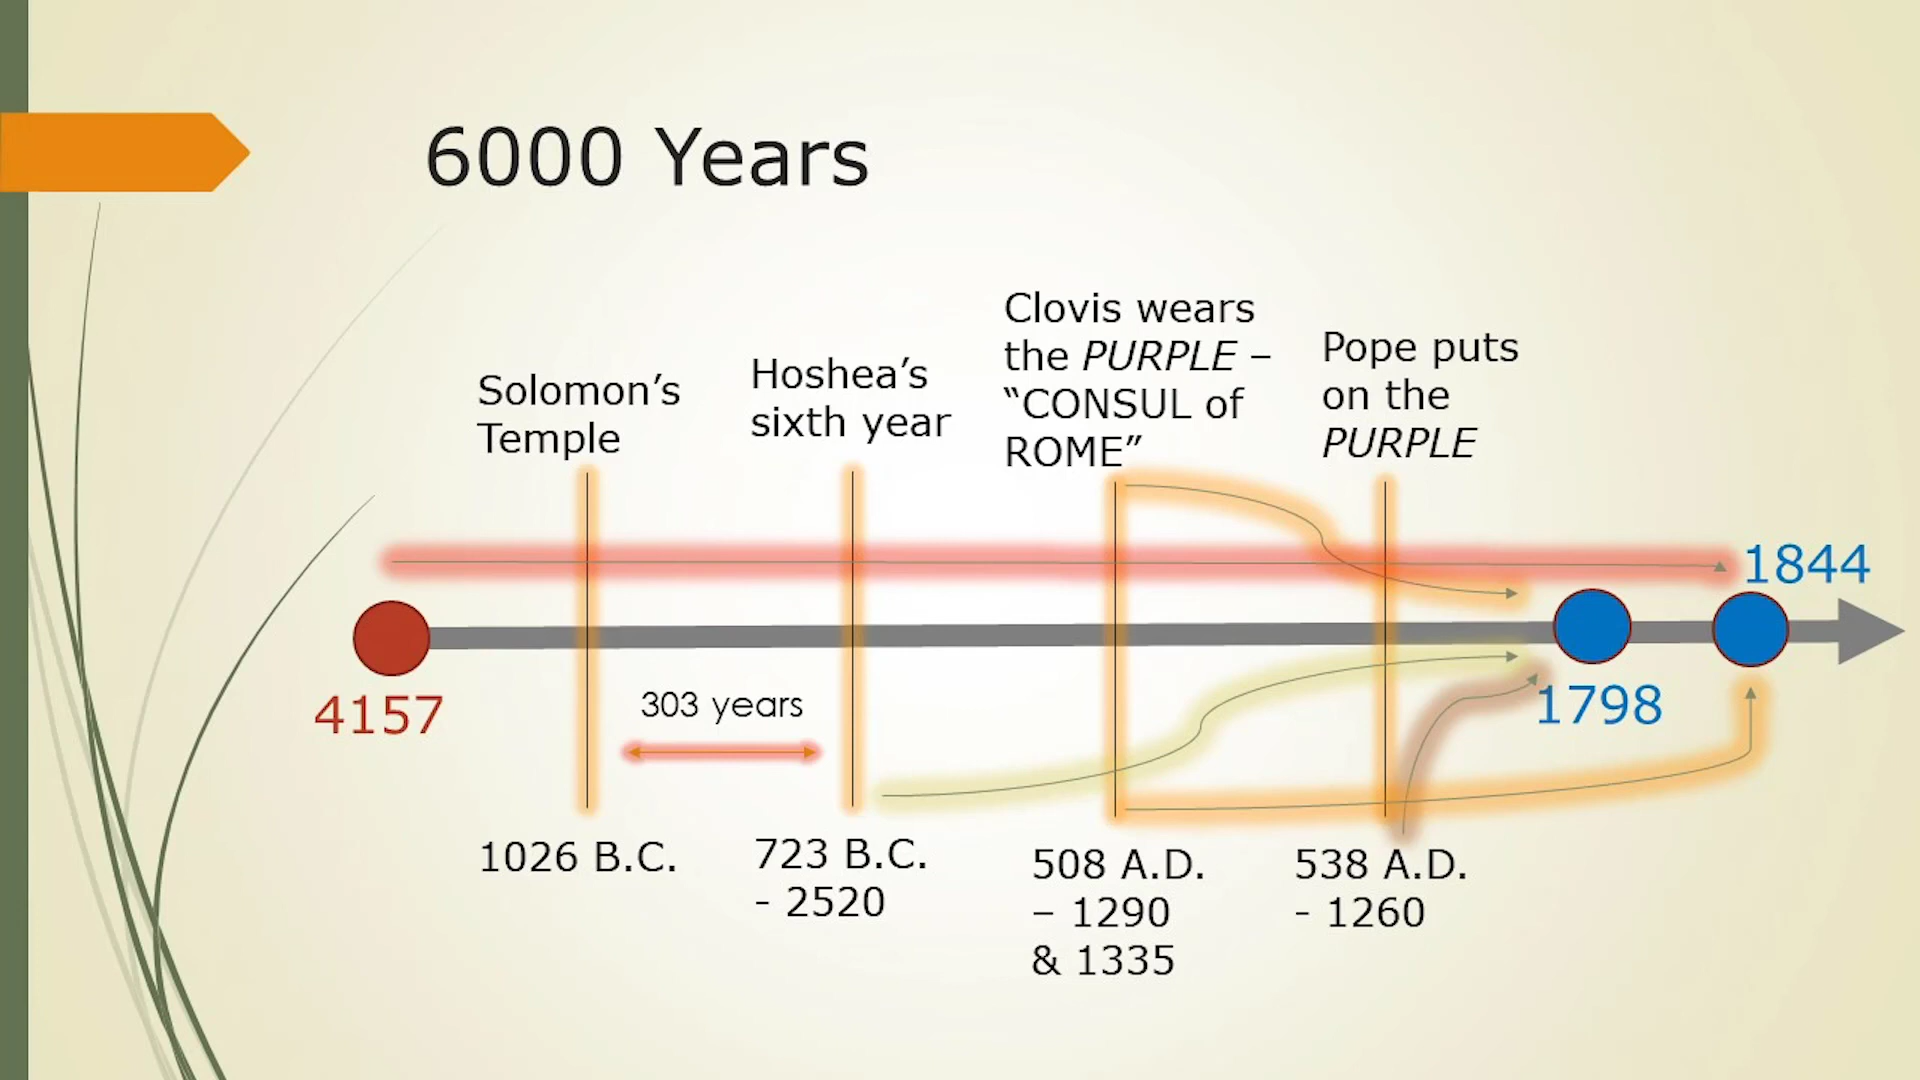 6000 Years
Solomon’s
Temple
Hoshea’s
sixth year
Clovis wears
the PURPLE –
“CONSUL of
ROME”
Pope puts
on the
PURPLE
1844
4157
303 years
1798
1026 B.C.
723 B.C.
- 2520
508 A.D.
– 1290
& 1335
538 A.D.
- 1260